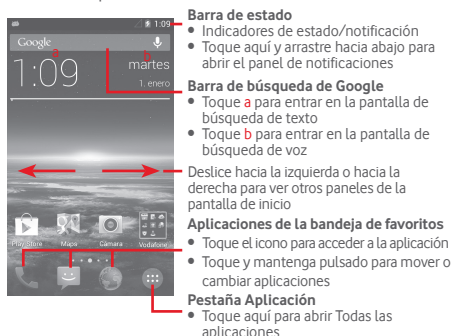 1:09
Google
a
1:09
b
martes
1. enero
Play Store Maps Cámara Vodafone
Barra de estado
• Indicadores de estado/notificación
• Toque aquí y arrastre hacia abajo para
abrir el panel de notificaciones
Barra de búsqueda de Google
• Toque a para entrar en la pantalla de
búsqueda de texto
• Toque b para entrar en la pantalla de
búsqueda de voz
Deslice hacia la izquierda o hacia la
derecha para ver otros paneles de la
pantalla de inicio
Aplicaciones de la bandeja de favoritos
• Toque el icono para acceder a la aplicación
• Toque y mantenga pulsado para mover o
cambiar aplicaciones
Pestaña Aplicación
• Toque aquí para abrir Todas las
aplicaciones